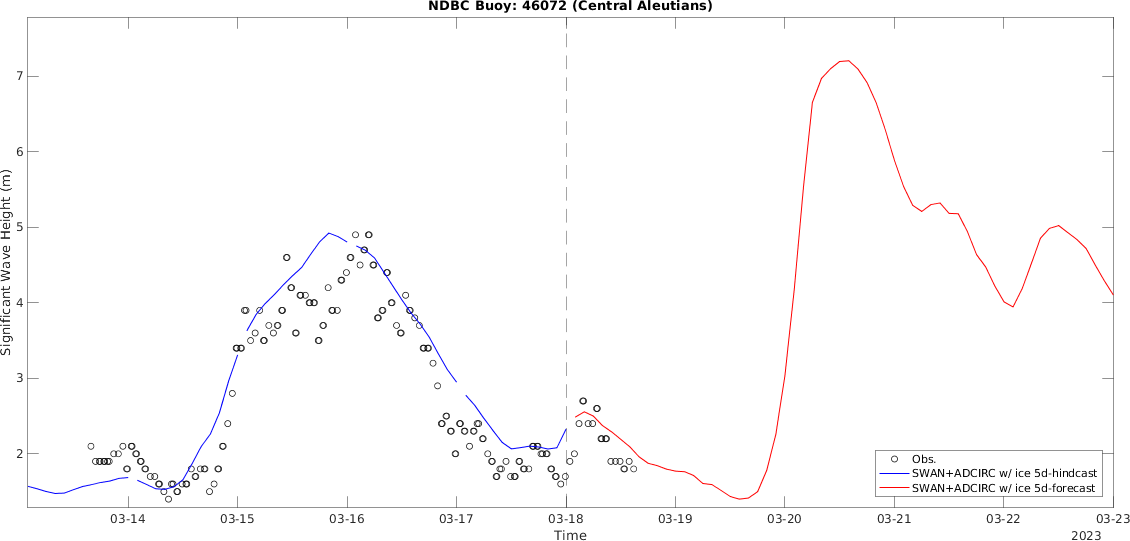 NDBC Buoy: 46072 (Central Aleutians)
Significant Wave Height (m)
7
6
5
4
3
2
Obs.
SWAN+ADCIRC w/ ice 5d-hindcast
SWAN+ADCIRC w/ ice 5d-forecast
03-14 03-15 03-16 03-17 03-18 03-19 03-20 03-21 03-22 03-23
Time
2023